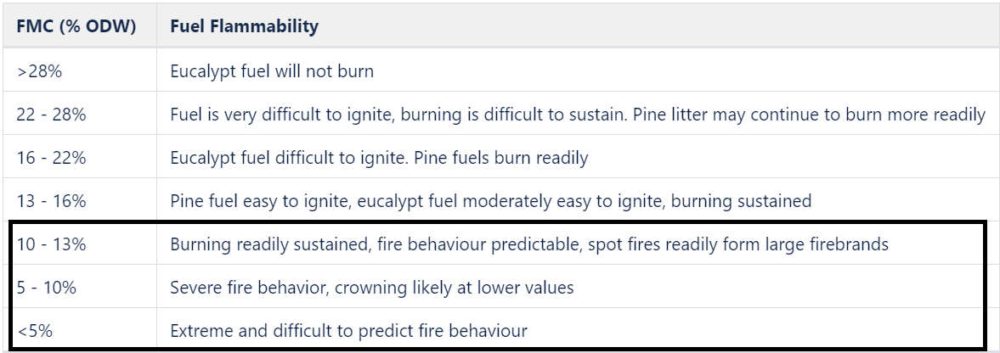 FMC (% ODW) Fuel Flammability
>28% Eucalypt fuel will not burn
22 - 28% Fuel is very difficult to ignite, burning is difficult to sustain. Pine litter may continue to burn more readily
16 - 22% Eucalypt fuel difficult to ignite. Pine fuels burn readily
13 - 16% Pine fuel easy to ignite, eucalypt fuel moderately easy to ignite, burning sustained
10 - 13% Burning readily sustained, fire behaviour predictable, spot fires readily form large firebrands
5 - 10% Severe fire behavior, crowning likely at lower values
<5% Extreme and difficult to predict fire behaviour